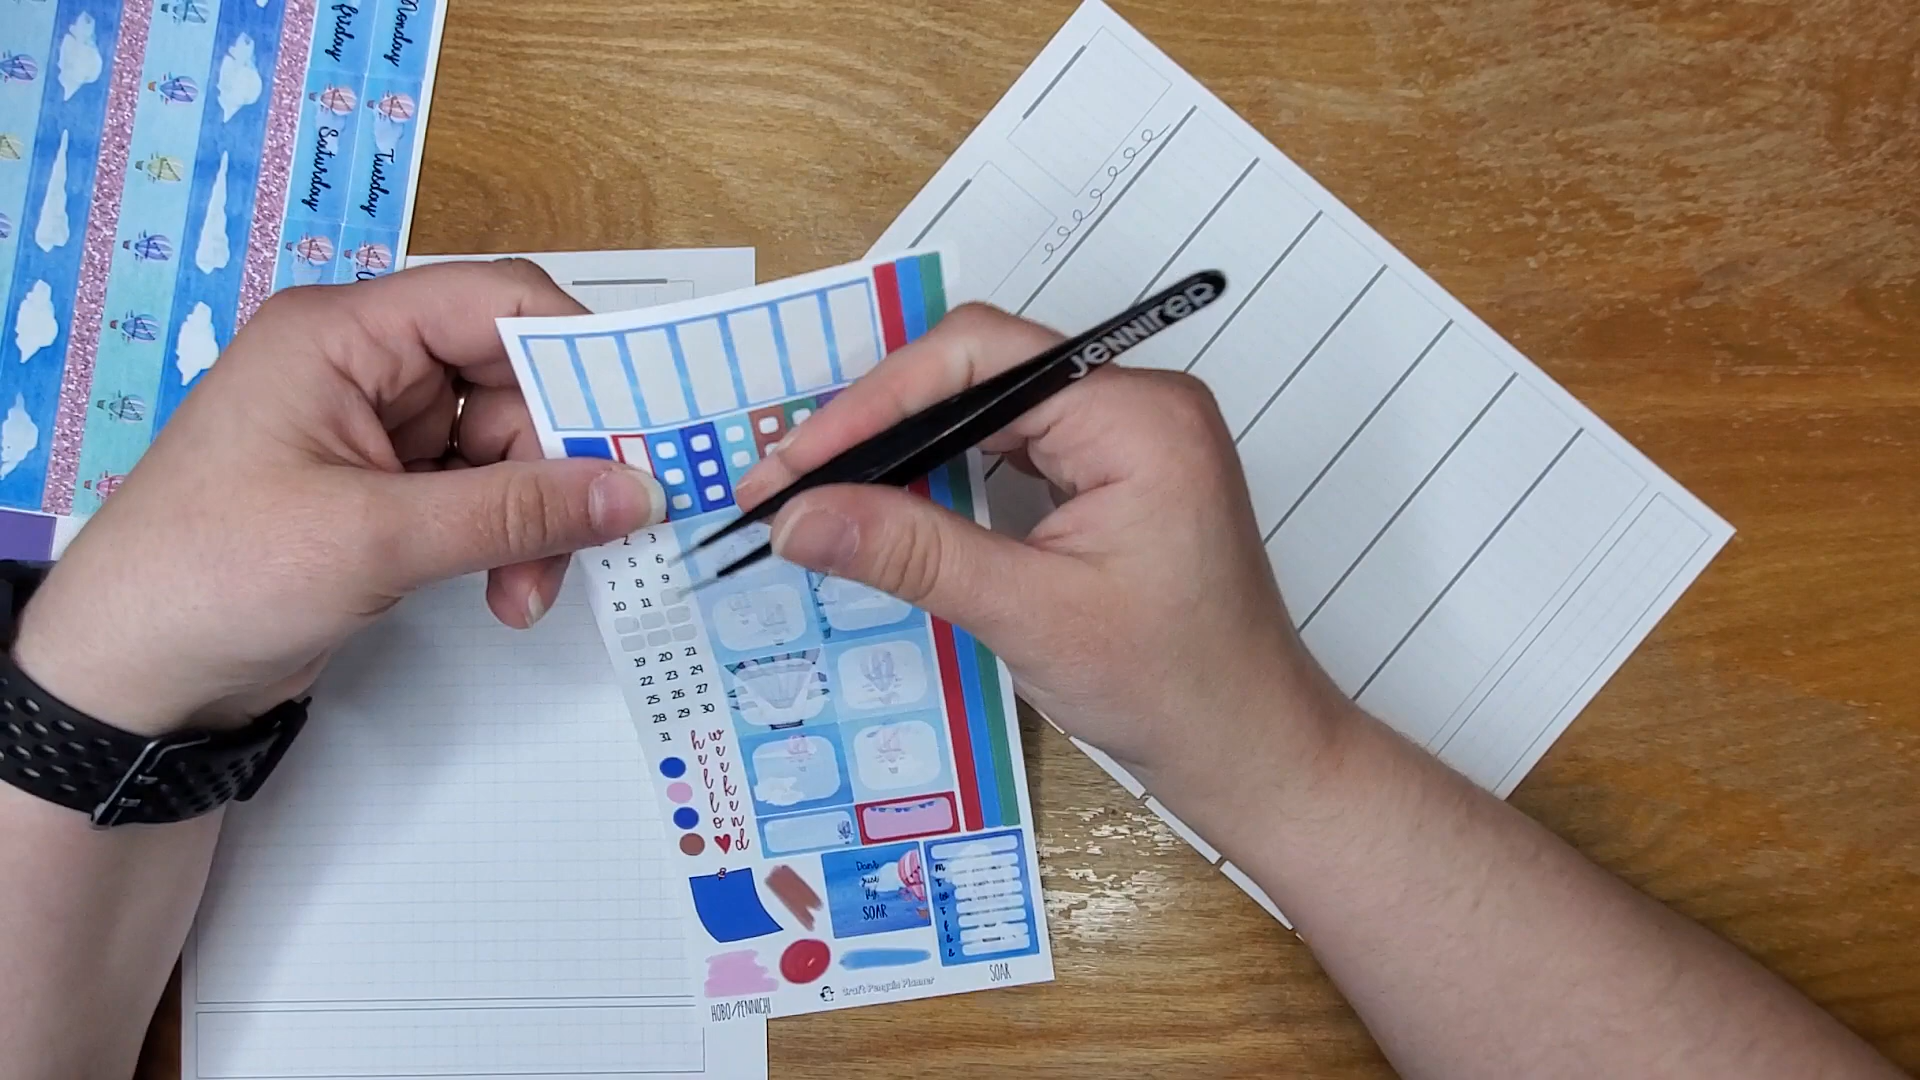 Monday
Friday
Tuesday
Saturday
JENNIFER
2 3
4 5 6
7 8 9
10 11
19 20 21
22 23 24
25 26 27
28 29 30
31
hello
weekend
Don't
just
fly
SOAR
m
t
w
t
f
s
s
SOAR
Craft Penguin Planner
HOBO/PENNICHI